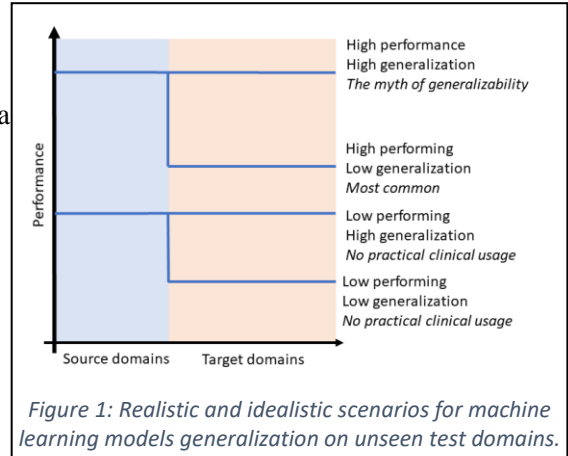 High performance
High generalization
The myth of generalizability
a
High performing
Low generalization
Most common
Performance
Low performing
High generalization
No practical clinical usage
Low performing
Low generalization
No practical clinical usage
Source domains
Target domains
Figure 1: Realistic and idealistic scenarios for machine
learning models generalization on unseen test domains.